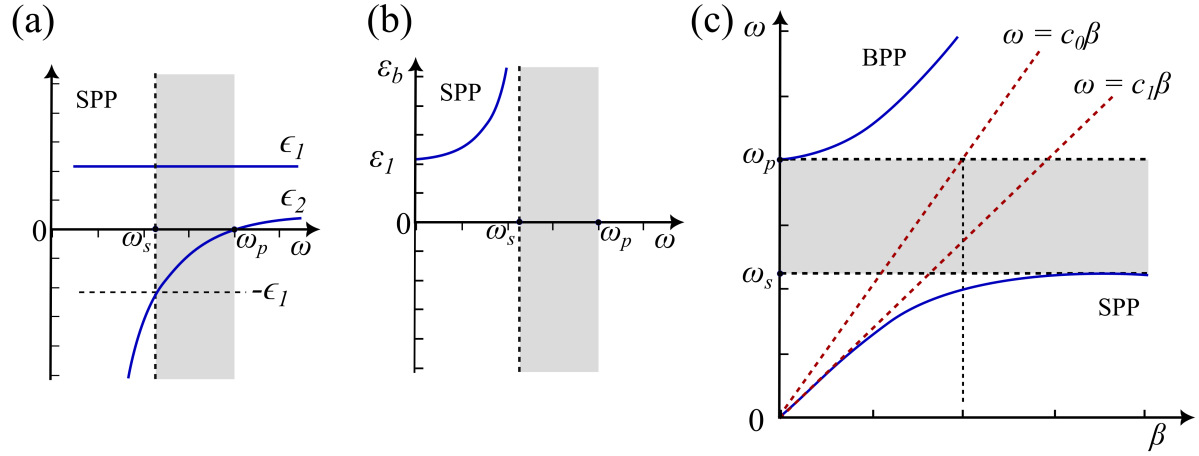 (a)
SPP
ϵ₁
ϵ₂
0
ωₛ
ωₚ
ω
-ϵ₁
(b)
ε_b
SPP
ε₁
0
ωₛ
ωₚ
ω
(c)
ω
BPP
ω = c₀β
ω = c₁β
ωₚ
ωₛ
SPP
0
β